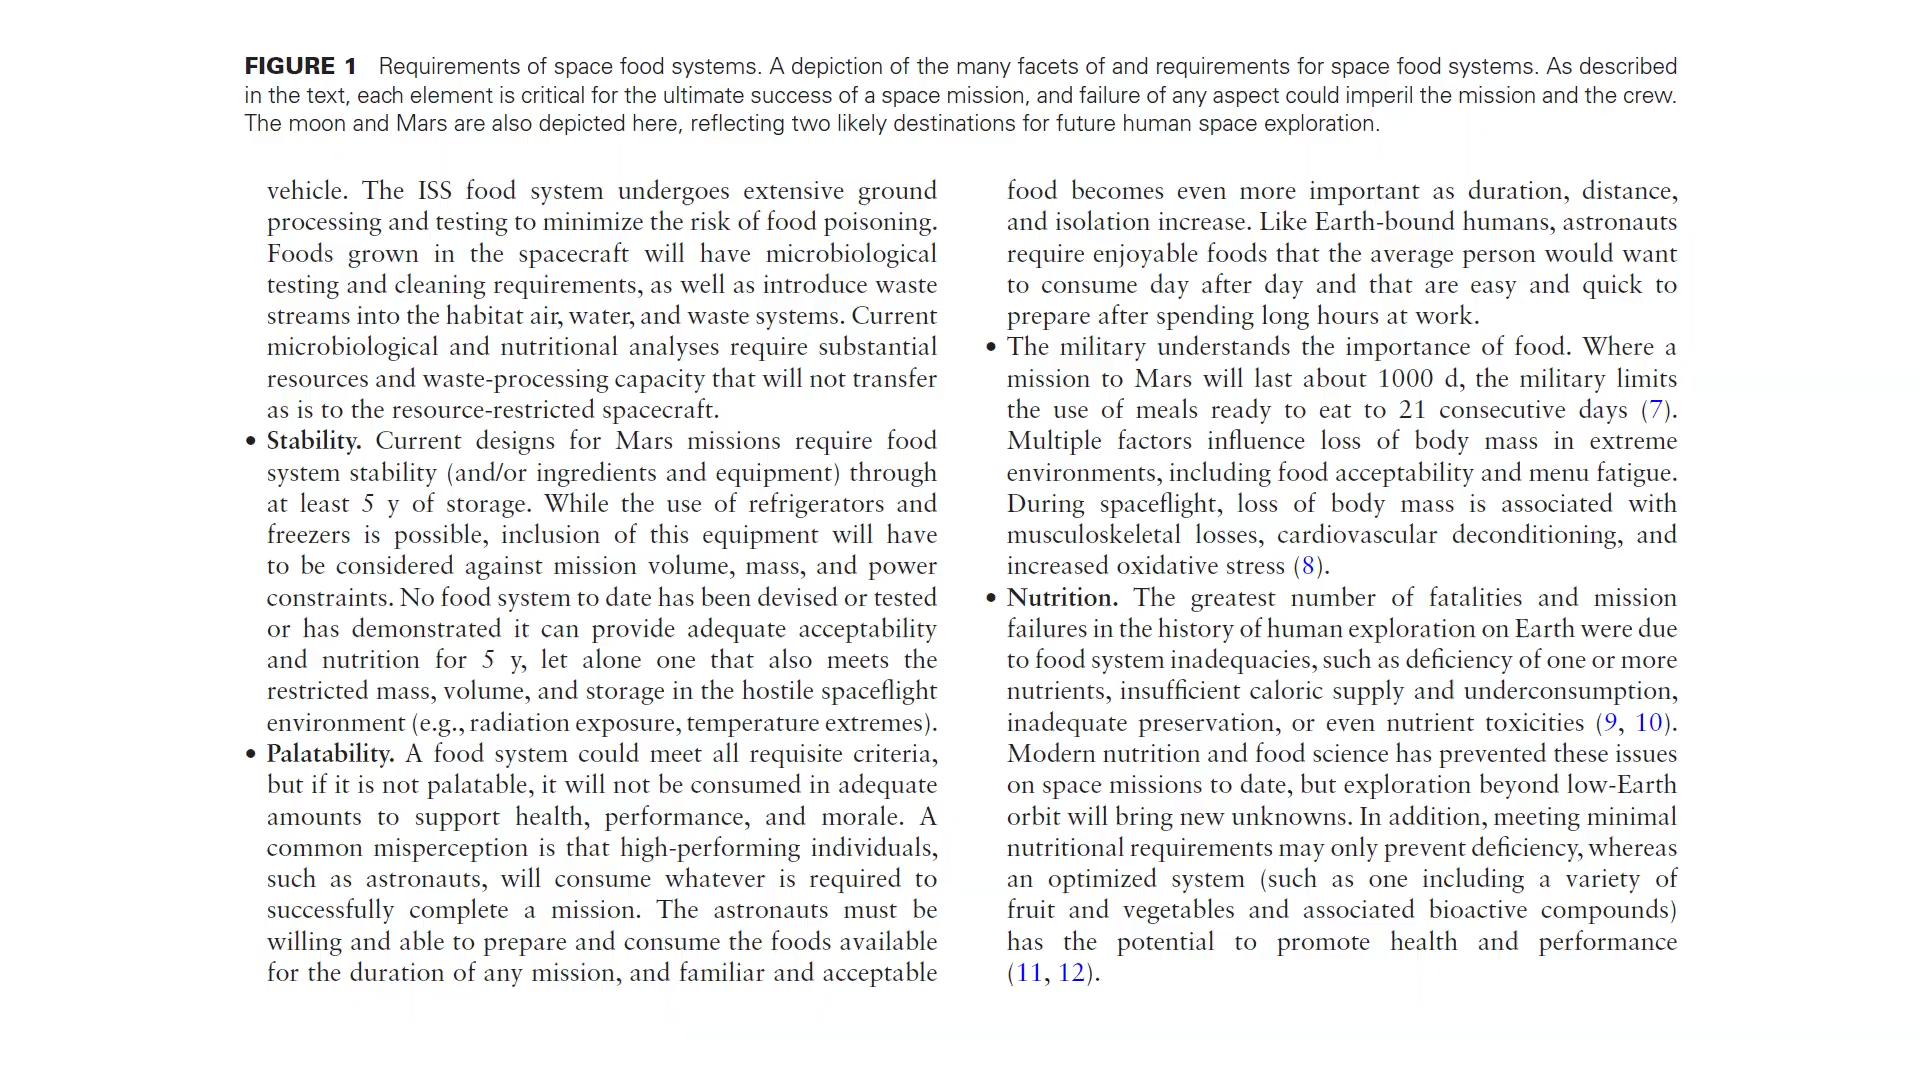 FIGURE 1 Requirements of space food systems. A depiction of the many facets of and requirements for space food systems. As described
in the text, each element is critical for the ultimate success of a space mission, and failure of any aspect could imperil the mission and the crew.
The moon and Mars are also depicted here, reflecting two likely destinations for future human space exploration.
vehicle. The ISS food system undergoes extensive ground
processing and testing to minimize the risk of food poisoning.
Foods grown in the spacecraft will have microbiological
testing and cleaning requirements, as well as introduce waste
streams into the habitat air, water, and waste systems. Current
microbiological and nutritional analyses require substantial
resources and waste-processing capacity that will not transfer
as is to the resource-restricted spacecraft.
• Stability. Current designs for Mars missions require food
system stability (and/or ingredients and equipment) through
at least 5 y of storage. While the use of refrigerators and
freezers is possible, inclusion of this equipment will have
to be considered against mission volume, mass, and power
constraints. No food system to date has been devised or tested
or has demonstrated it can provide adequate acceptability
and nutrition for 5 y, let alone one that also meets the
restricted mass, volume, and storage in the hostile spaceflight
environment (e.g., radiation exposure, temperature extremes).
• Palatability. A food system could meet all requisite criteria,
but if it is not palatable, it will not be consumed in adequate
amounts to support health, performance, and morale. A
common misperception is that high-performing individuals,
such as astronauts, will consume whatever is required to
successfully complete a mission. The astronauts must be
willing and able to prepare and consume the foods available
for the duration of any mission, and familiar and acceptable
food becomes even more important as duration, distance,
and isolation increase. Like Earth-bound humans, astronauts
require enjoyable foods that the average person would want
to consume day after day and that are easy and quick to
prepare after spending long hours at work.
• The military understands the importance of food. Where a
mission to Mars will last about 1000 d, the military limits
the use of meals ready to eat to 21 consecutive days (7).
Multiple factors influence loss of body mass in extreme
environments, including food acceptability and menu fatigue.
During spaceflight, loss of body mass is associated with
musculoskeletal losses, cardiovascular deconditioning, and
increased oxidative stress (8).
• Nutrition. The greatest number of fatalities and mission
failures in the history of human exploration on Earth were due
to food system inadequacies, such as deficiency of one or more
nutrients, insufficient caloric supply and underconsumption,
inadequate preservation, or even nutrient toxicities (9, 10).
Modern nutrition and food science has prevented these issues
on space missions to date, but exploration beyond low-Earth
orbit will bring new unknowns. In addition, meeting minimal
nutritional requirements may only prevent deficiency, whereas
an optimized system (such as one including a variety of
fruit and vegetables and associated bioactive compounds)
has the potential to promote health and performance
(11, 12).